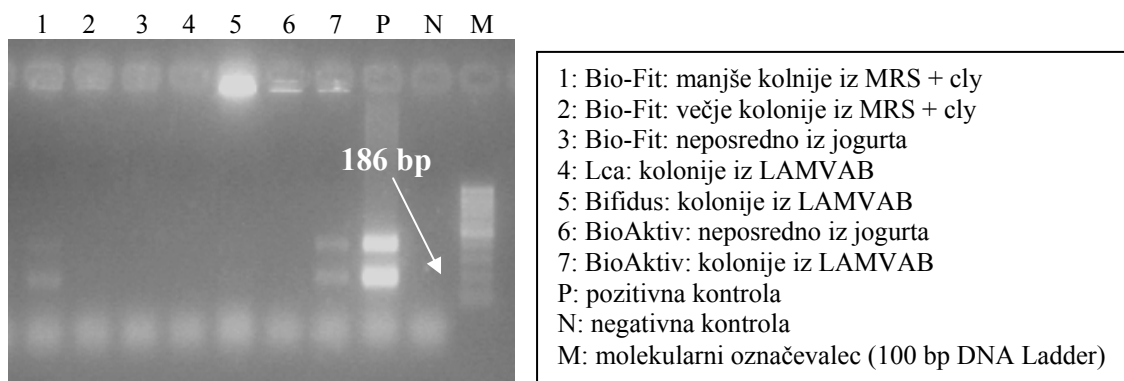 1 2 3 4 5 6 7 P N M
186 bp
1: Bio-Fit: manjše kolnije iz MRS + cly
2: Bio-Fit: večje kolonije iz MRS + cly
3: Bio-Fit: neposredno iz jogurta
4: Lca: kolonije iz LAMVAB
5: Bifidus: kolonije iz LAMVAB
6: BioAktiv: neposredno iz jogurta
7: BioAktiv: kolonije iz LAMVAB
P: pozitivna kontrola
N: negativna kontrola
M: molekularni označevalec (100 bp DNA Ladder)